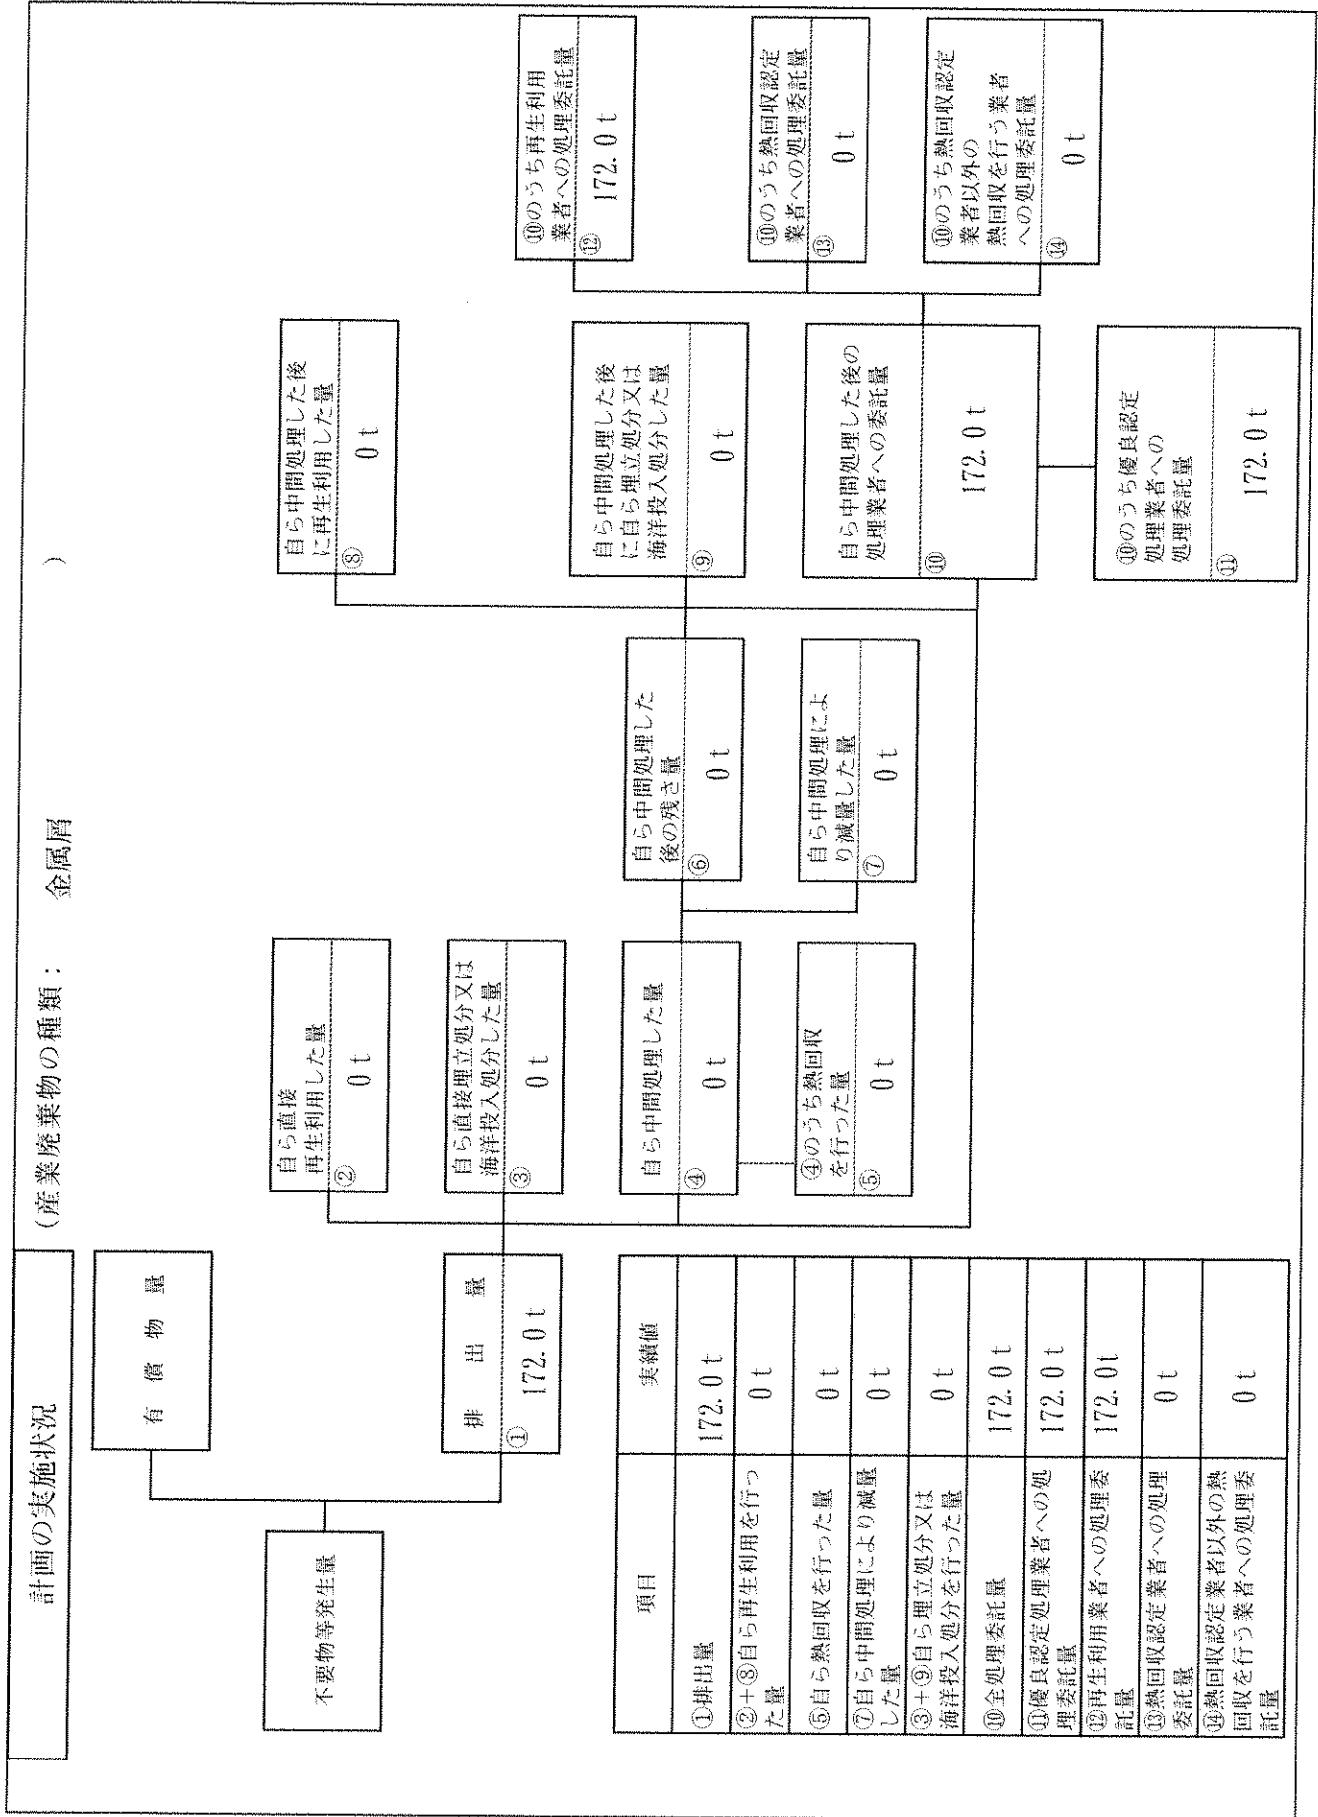 計画の実施状況
(産業廃棄物の種類： 金属屑 )
不要物等発生量
有償物量
排出量
① 172.0 t
自ら直接
再生利用した量
② 0 t
自ら直接埋立処分又は
海洋投入処分した量
③ 0 t
自ら中間処理した量
④ 0 t
④のうち熱回収
を行った量
⑤ 0 t
自ら中間処理した
後の残さ量
⑥ 0 t
自ら中間処理によ
り減量した量
⑦ 0 t
自ら中間処理した後
に再生利用した量
⑧ 0 t
自ら中間処理した後
に自ら埋立処分又は
海洋投入処分した量
⑨ 0 t
自ら中間処理した後の
処理業者への委託量
⑩ 172.0 t
⑩のうち優良認定
処理業者への
処理委託量
⑪ 172.0 t
⑩のうち再生利用
業者への処理委託量
⑫ 172.0 t
⑩のうち熱回収認定
業者への処理委託量
⑬ 0 t
⑩のうち熱回収認定
業者以外の
熱回収を行う業者
への処理委託量
⑭ 0 t
項目 実績値
①排出量 172.0 t
②+⑧自ら再生利用を行っ
た量 0 t
⑤自ら熱回収を行った量 0 t
⑦自ら中間処理により減量
した量 0 t
③+⑨自ら埋立処分又は
海洋投入処分を行った量 0 t
⑩全処理委託量 172.0 t
⑪優良認定処理業者への処
理委託量 172.0 t
⑫再生利用業者への処理委
託量 172.0t
⑬熱回収認定業者への処理
委託量 0 t
⑭熱回収認定業者以外の熱
回収を行う業者への処理委
託量 0 t